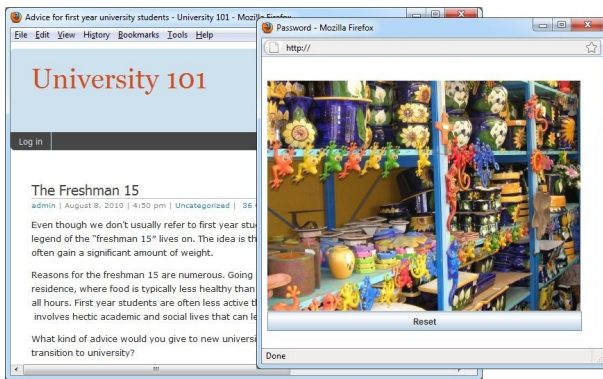 Advice for first year university students - University 101 - Mozilla Firefox
File Edit View History Bookmarks Tools Help
University 101
Log in
The Freshman 15
admin | August 8, 2010 | 4:50 pm | Uncategorized | 36
Even though we don't usually refer to first year
legend of the "freshman 15" lives on. The idea is
often gain a significant amount of weight.
Reasons for the freshman 15 are numerous. Going
residence, where food is typically less healthy than
all hours. First year students are often less active
involves hectic academic and social lives that can
What kind of advice would you give to new
transition to university?
Password - Mozilla Firefox
http://
Reset
Done